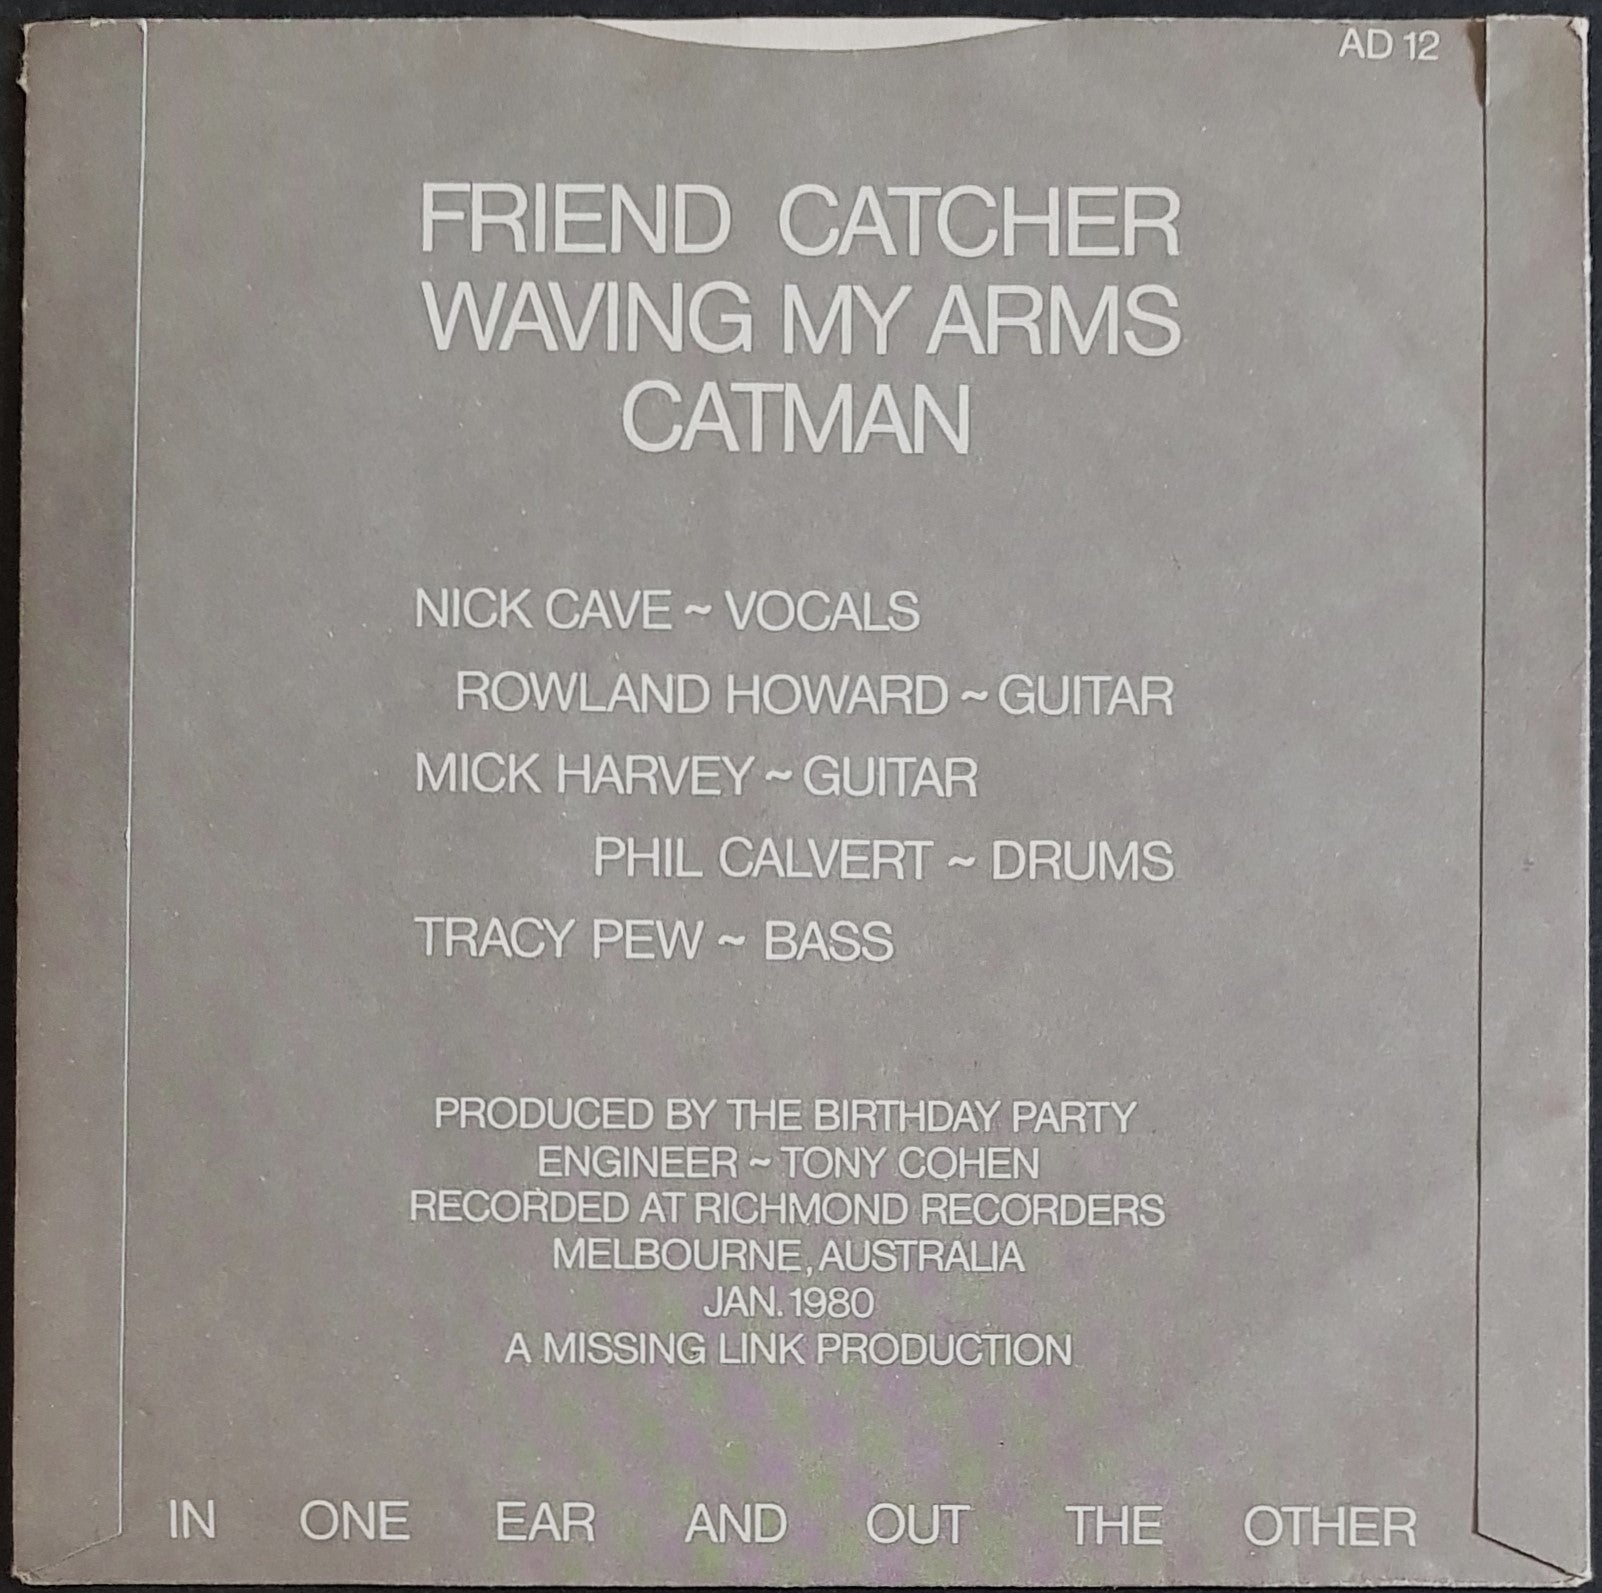 AD 12
FRIEND CATCHER
WAVING MY ARMS
CATMAN
NICK CAVE ~ VOCALS
ROWLAND HOWARD ~ GUITAR
MICK HARVEY ~ GUITAR
PHIL CALVERT ~ DRUMS
TRACY PEW ~ BASS
PRODUCED BY THE BIRTHDAY PARTY
ENGINEER ~ TONY COHEN
RECORDED AT RICHMOND RECORDERS
MELBOURNE, AUSTRALIA
JAN. 1980
A MISSING LINK PRODUCTION
IN ONE EAR AND OUT THE OTHER